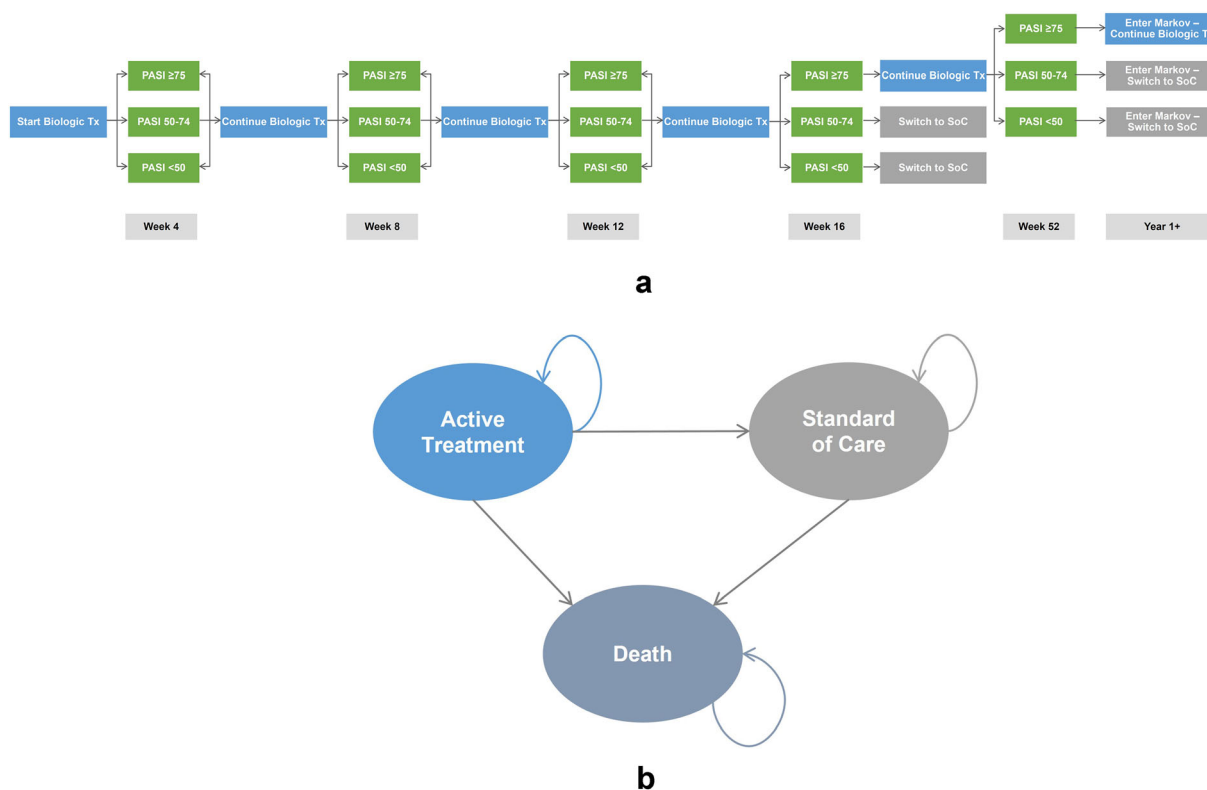 PASI ≥75
Enter Markov –
Continue Biologic T
PASI ≥75
PASI ≥75
PASI ≥75
PASI ≥75
Continue Biologic Tx
PASI 50-74
Enter Markov –
Switch to SoC
Start Biologic Tx
PASI 50-74
Continue Biologic Tx
PASI 50-74
Continue Biologic Tx
PASI 50-74
Continue Biologic Tx
PASI 50-74
Switch to SoC
PASI <50
Enter Markov –
Switch to SoC
PASI <50
PASI <50
PASI <50
PASI <50
Switch to SoC
Week 4
Week 8
Week 12
Week 16
Week 52
Year 1+
a
Active
Treatment
Standard
of Care
Death
b